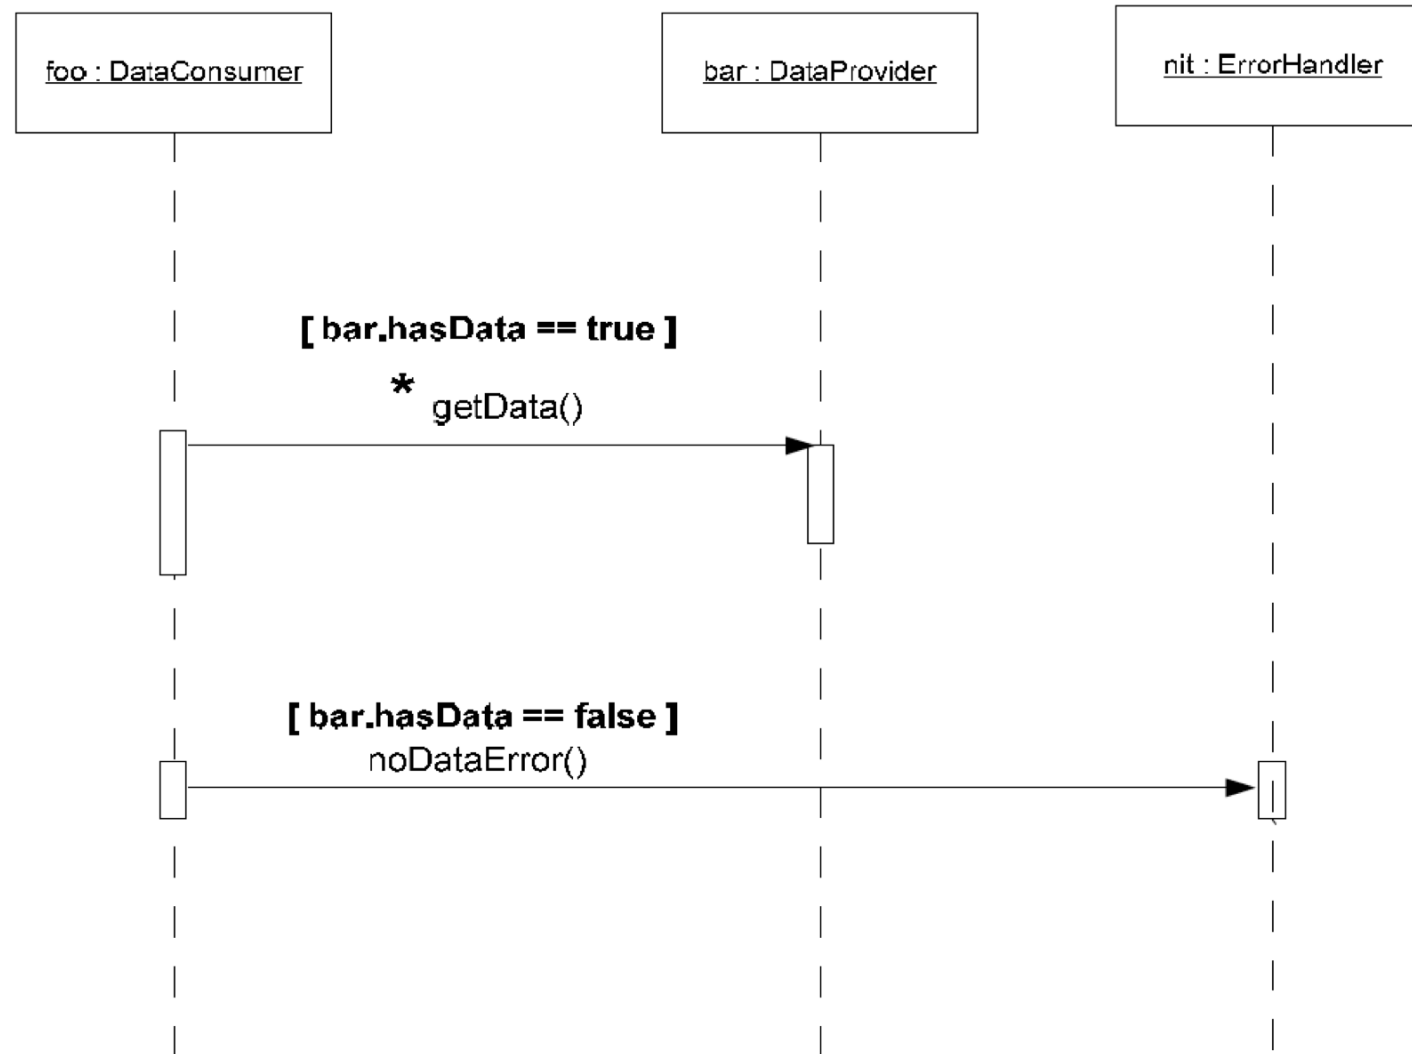 foo : DataConsumer
bar : DataProvider
nit : ErrorHandler
[ bar.hasData == true ]
* getData()
[ bar.hasData == false ]
noDataError()